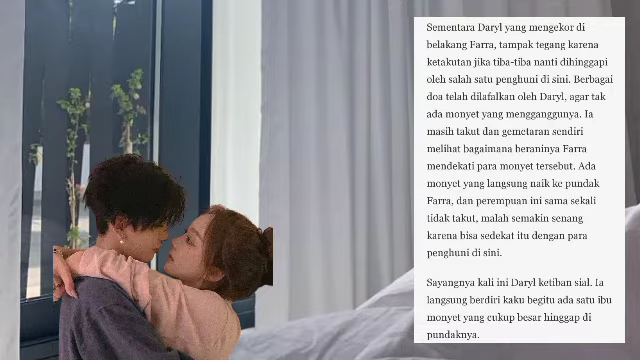 Sementara Daryl yang mengekor di
belakang Farra, tampak tegang karena
ketakutan jika tiba-tiba nanti dihinggapi
oleh salah satu penghuni di sini. Berbagai
doa telah dilafalkan oleh Daryl, agar tak
ada monyet yang mengganggunya. Ia
masih takut dan gemetaran sendiri
melihat bagaimana beraninya Farra
mendekati para monyet tersebut. Ada
monyet yang langsung naik ke pundak
Farra, dan perempuan ini sama sekali
tidak takut, malah semakin senang
karena bisa sedekat itu dengan para
penghuni di sini.
Sayangnya kali ini Daryl ketiban sial. Ia
langsung berdiri kaku begitu ada satu ibu
monyet yang cukup besar hinggap di
pundaknya.